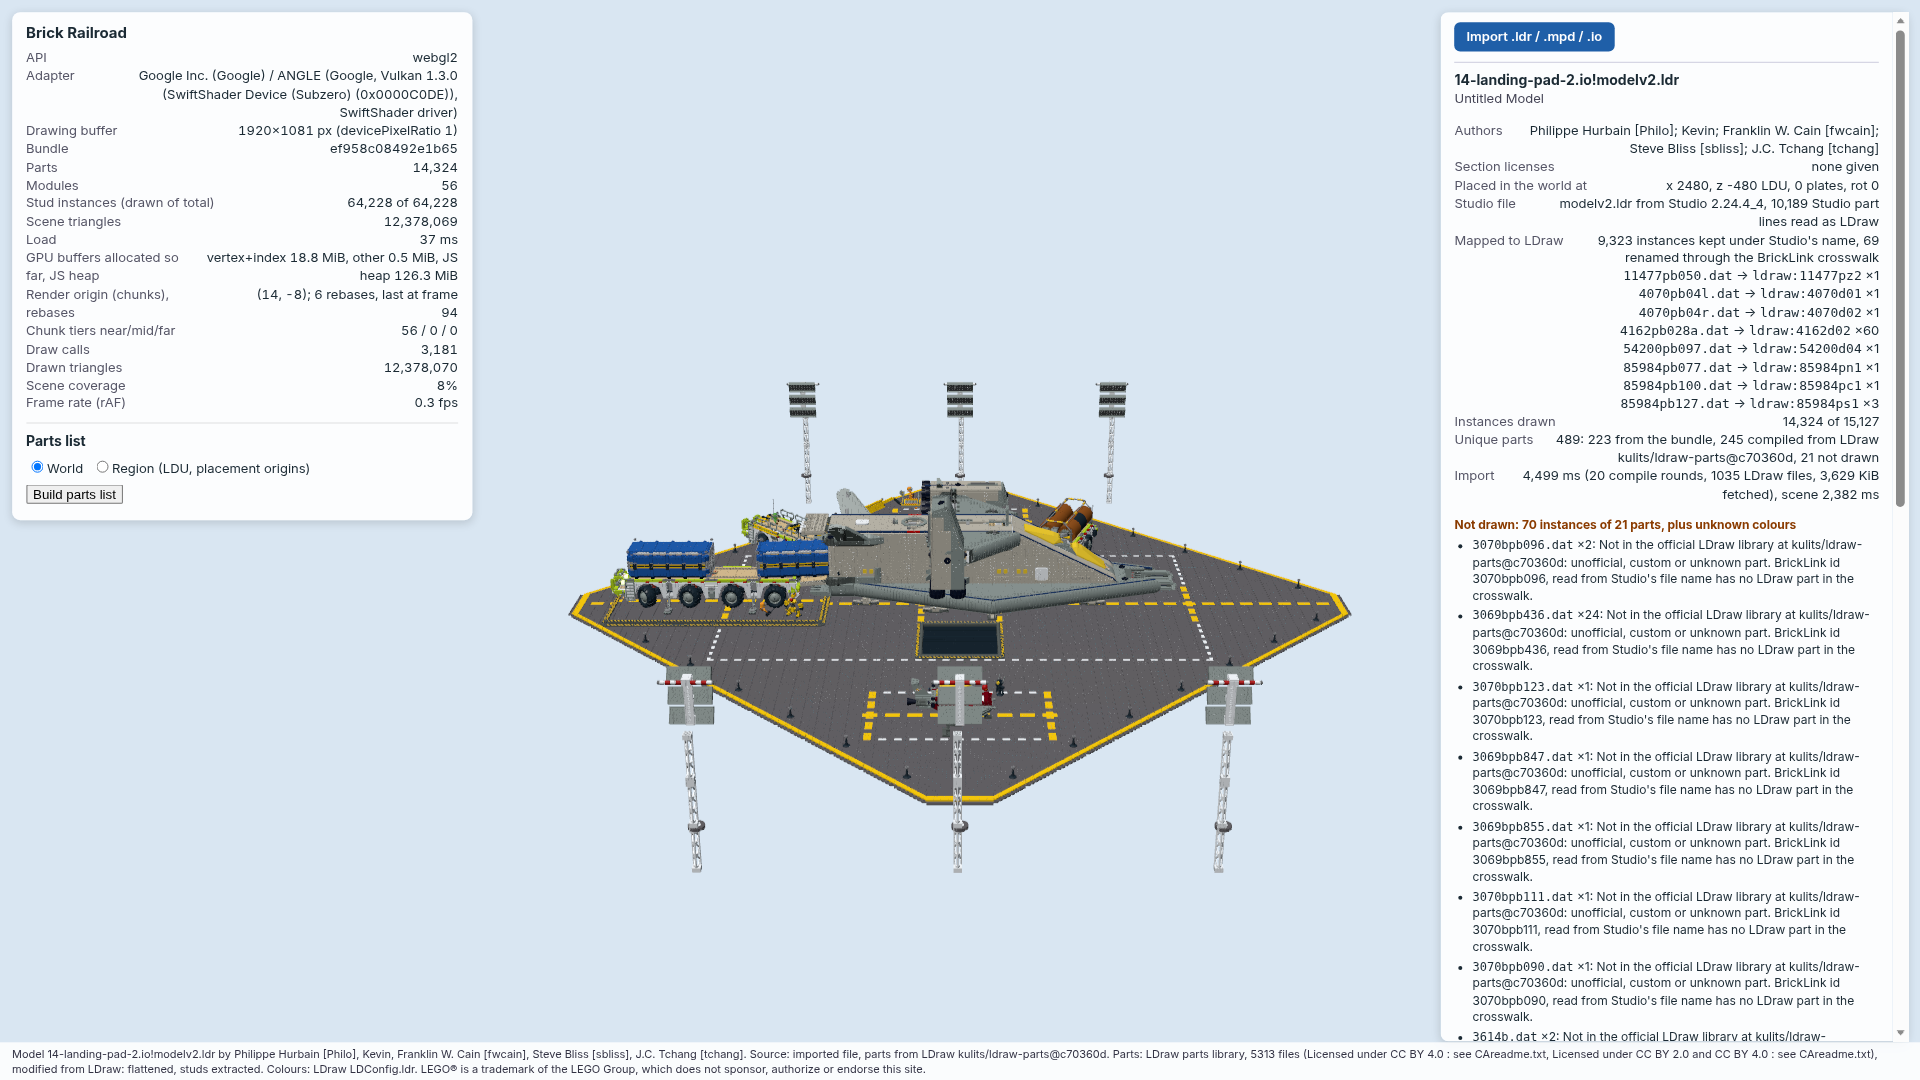 Brick Railroad
API webgl2
Adapter Google Inc. (Google) / ANGLE (Google, Vulkan 1.3.0
(SwiftShader Device (Subzero) (0x0000C0DE)),
SwiftShader driver)
Drawing buffer 1920×1081 px (devicePixelRatio 1)
Bundle ef958c08492e1b65
Parts 14,324
Modules 56
Stud instances (drawn of total) 64,228 of 64,228
Scene triangles 12,378,069
Load 37 ms
GPU buffers allocated so vertex+index 18.8 MiB, other 0.5 MiB, JS
far, JS heap heap 126.3 MiB
Render origin (chunks), (14, -8); 6 rebases, last at frame
rebases 94
Chunk tiers near/mid/far 56 / 0 / 0
Draw calls 3,181
Drawn triangles 12,378,070
Scene coverage 8%
Frame rate (rAF) 0.3 fps
Parts list
World Region (LDU, placement origins)
Build parts list
Import .ldr / .mpd / .io
14-landing-pad-2.io!modelv2.ldr
Untitled Model
Authors Philippe Hurbain [Philo]; Kevin; Franklin W. Cain [fwcain];
Steve Bliss [sbliss]; J.C. Tchang [tchang]
Section licenses none given
Placed in the world at x 2480, z -480 LDU, 0 plates, rot 0
Studio file modelv2.ldr from Studio 2.24.4_4, 10,189 Studio part
lines read as LDraw
Mapped to LDraw 9,323 instances kept under Studio's name, 69
renamed through the BrickLink crosswalk
11477pb050.dat → ldraw:11477pz2 ×1
4070pb04l.dat → ldraw:4070d01 ×1
4070pb04r.dat → ldraw:4070d02 ×1
4162pb028a.dat → ldraw:4162d02 ×60
54200pb097.dat → ldraw:54200d04 ×1
85984pb077.dat → ldraw:85984pn1 ×1
85984pb100.dat → ldraw:85984pc1 ×1
85984pb127.dat → ldraw:85984ps1 ×3
Instances drawn 14,324 of 15,127
Unique parts 489: 223 from the bundle, 245 compiled from LDraw
kulits/ldraw-parts@c70360d, 21 not drawn
Import 4,499 ms (20 compile rounds, 1035 LDraw files, 3,629 KiB
fetched), scene 2,382 ms
Not drawn: 70 instances of 21 parts, plus unknown colours
• 3070bpb096.dat ×2: Not in the official LDraw library at kulits/ldraw-
parts@c70360d: unofficial, custom or unknown part. BrickLink id
3070bpb096, read from Studio's file name has no LDraw part in the
crosswalk.
• 3069bpb436.dat ×24: Not in the official LDraw library at kulits/ldraw-
parts@c70360d: unofficial, custom or unknown part. BrickLink id
3069bpb436, read from Studio's file name has no LDraw part in the
crosswalk.
• 3070bpb123.dat ×1: Not in the official LDraw library at kulits/ldraw-
parts@c70360d: unofficial, custom or unknown part. BrickLink id
3070bpb123, read from Studio's file name has no LDraw part in the
crosswalk.
• 3069bpb847.dat ×1: Not in the official LDraw library at kulits/ldraw-
parts@c70360d: unofficial, custom or unknown part. BrickLink id
3069bpb847, read from Studio's file name has no LDraw part in the
crosswalk.
• 3069bpb855.dat ×1: Not in the official LDraw library at kulits/ldraw-
parts@c70360d: unofficial, custom or unknown part. BrickLink id
3069bpb855, read from Studio's file name has no LDraw part in the
crosswalk.
• 3070bpb111.dat ×1: Not in the official LDraw library at kulits/ldraw-
parts@c70360d: unofficial, custom or unknown part. BrickLink id
3070bpb111, read from Studio's file name has no LDraw part in the
crosswalk.
• 3070bpb090.dat ×1: Not in the official LDraw library at kulits/ldraw-
parts@c70360d: unofficial, custom or unknown part. BrickLink id
3070bpb090, read from Studio's file name has no LDraw part in the
crosswalk.
• 3614b.dat ×2: Not in the official LDraw library at kulits/ldraw-
Model 14-landing-pad-2.io!modelv2.ldr by Philippe Hurbain [Philo], Kevin, Franklin W. Cain [fwcain], Steve Bliss [sbliss], J.C. Tchang [tchang]. Source: imported file, parts from LDraw kulits/ldraw-parts@c70360d. Parts: LDraw parts library, 5313 files (Licensed under CC BY 4.0 : see CAreadme.txt, Licensed under CC BY 2.0 and CC BY 4.0 : see CAreadme.txt),
modified from LDraw: flattened, studs extracted. Colours: LDraw LDConfig.ldr. LEGO® is a trademark of the LEGO Group, which does not sponsor, authorize or endorse this site.